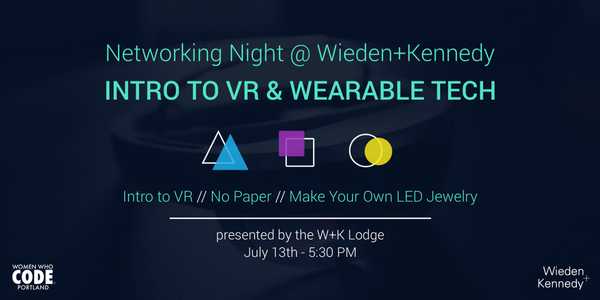 Networking Night @ Wieden+Kennedy
INTRO TO VR & WEARABLE TECH
Intro to VR // No Paper // Make Your Own LED Jewelry
presented by the W+K Lodge
July 13th - 5:30 PM
WOMEN WHO
CODE
PORTLAND
Wieden
Kennedy+